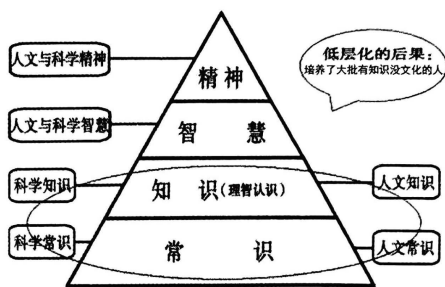 人文与科学精神
精神
低层化的后果：
培养了大批有知识没文化的人
人文与科学智慧
智慧
科学知识
知识(理智认识)
人文知识
科学常识
常识
人文常识